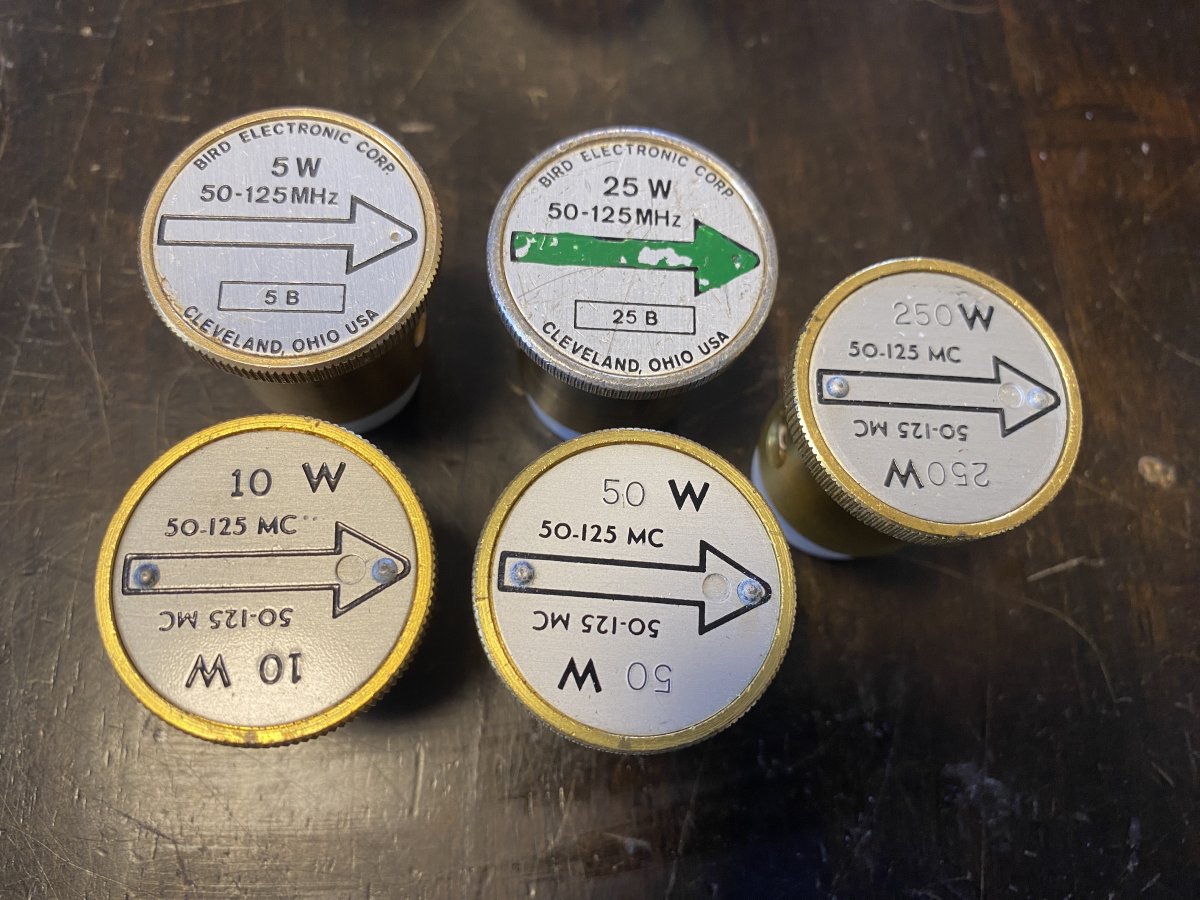 BIRD ELECTRONIC CORP.
5 W
50-125 MHz
5 B
CLEVELAND, OHIO USA
BIRD ELECTRONIC CORP.
25 W
50-125 MHz
25 B
CLEVELAND, OHIO USA
250 W
50-125 MC
50-125 MC
250 W
10 W
50-125 MC
50-125 MC
10 W
50 W
50-125 MC
50-125 MC
50 W